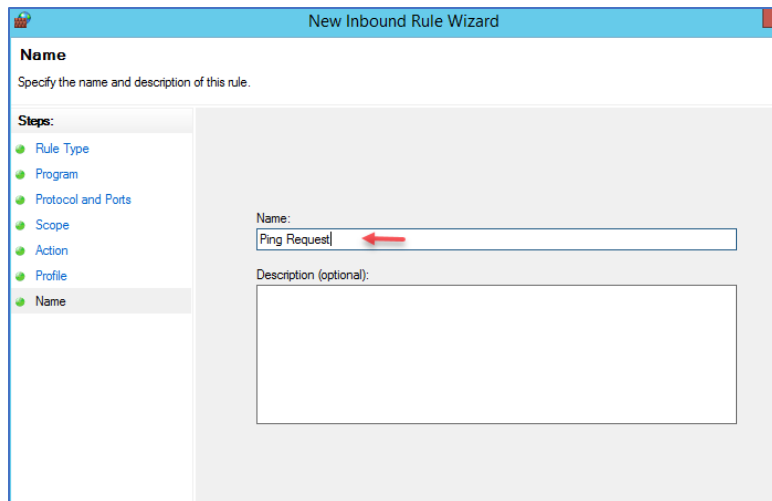 New Inbound Rule Wizard
Name
Specify the name and description of this rule.
Steps:
Rule Type
Program
Protocol and Ports
Scope
Action
Profile
Name
Name:
Ping Request
Description (optional):